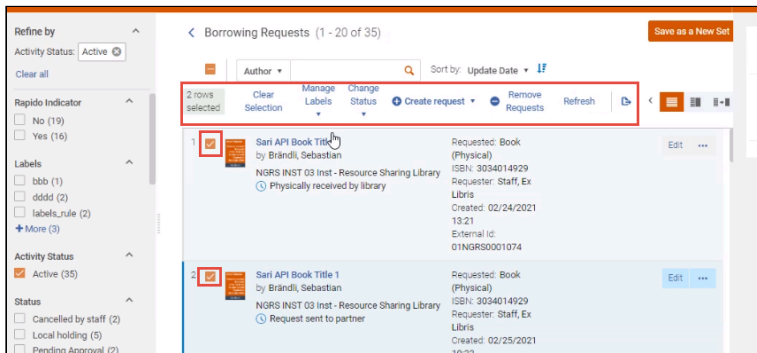 Refine by
Activity Status: Active
Clear all
Rapido Indicator
No (19)
Yes (16)
Labels
bbb (1)
dddd (2)
labels_rule (2)
+More (3)
Activity Status
Active (35)
Status
Cancelled by staff (2)
Local holding (5)
Pending Approval (2)
Borrowing Requests (1 - 20 of 35)
Save as a New Set
Author
Sort by: Update Date
2 rows selected
Clear Selection
Manage Labels
Change Status
Create request
Remove Requests
Refresh
1
Sari API Book Title
by Brändli, Sebastian
NGRS INST 03 Inst - Resource Sharing Library
Physically received by library
Requested: Book
(Physical)
ISBN: 3034014929
Requester: Staff, Ex
Libris
Created: 02/24/2021
13:21
External Id:
01NGRS0001074
Edit
2
Sari API Book Title 1
by Brändli, Sebastian
NGRS INST 03 Inst - Resource Sharing Library
Request sent to partner
Requested: Book
(Physical)
ISBN: 3034014929
Requester: Staff, Ex
Libris
Created: 02/25/2021
Edit